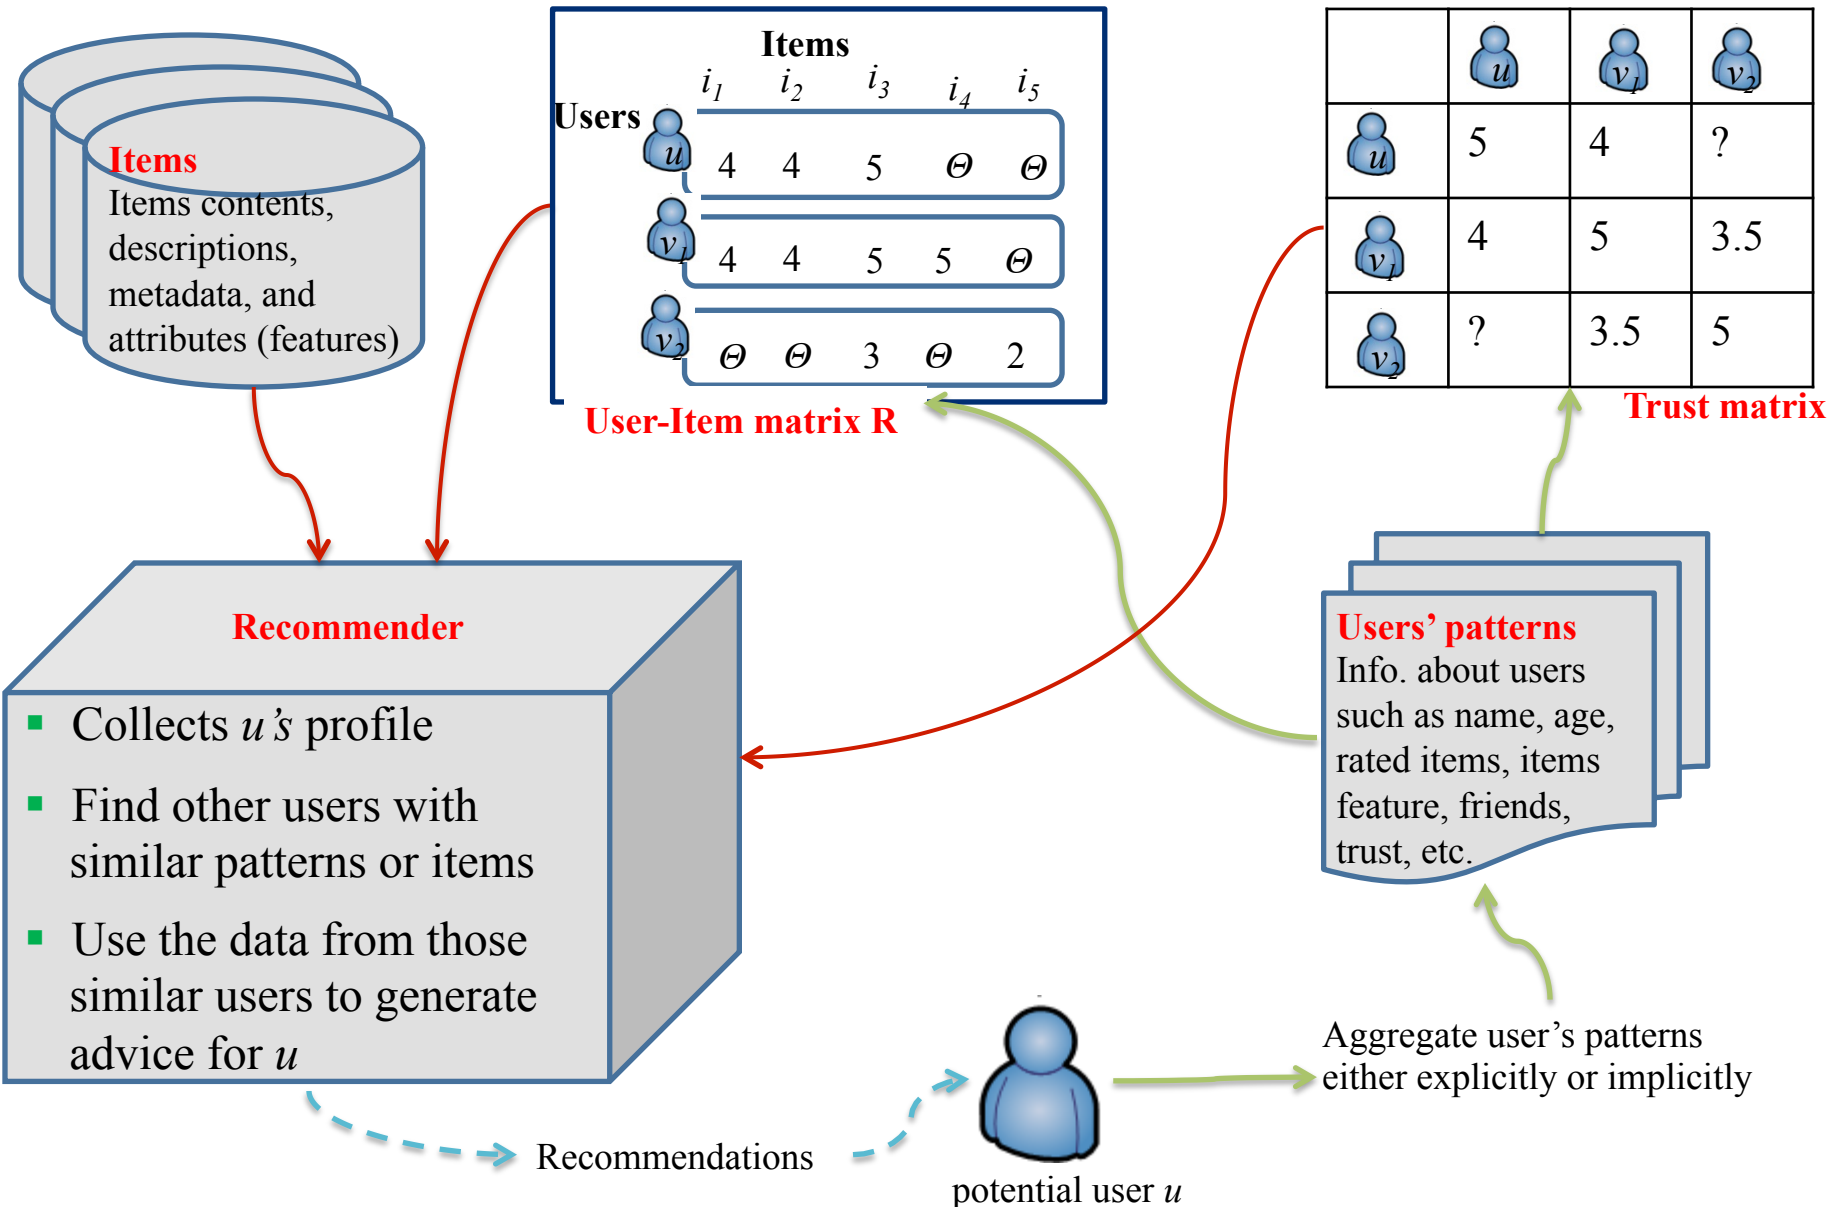 Items
Items contents,
descriptions,
metadata, and
attributes (features)
Items
i1 i2 i3 i4 i5
Users
u 4 4 5 Θ Θ
v1 4 4 5 5 Θ
v2 Θ Θ 3 Θ 2
User-Item matrix R
u v1 v2
u 5 4 ?
v1 4 5 3.5
v2 ? 3.5 5
Trust matrix
Recommender
▪ Collects u’s profile
▪ Find other users with
similar patterns or items
▪ Use the data from those
similar users to generate
advice for u
Users’ patterns
Info. about users
such as name, age,
rated items, items
feature, friends,
trust, etc.
Aggregate user’s patterns
either explicitly or implicitly
Recommendations
potential user u